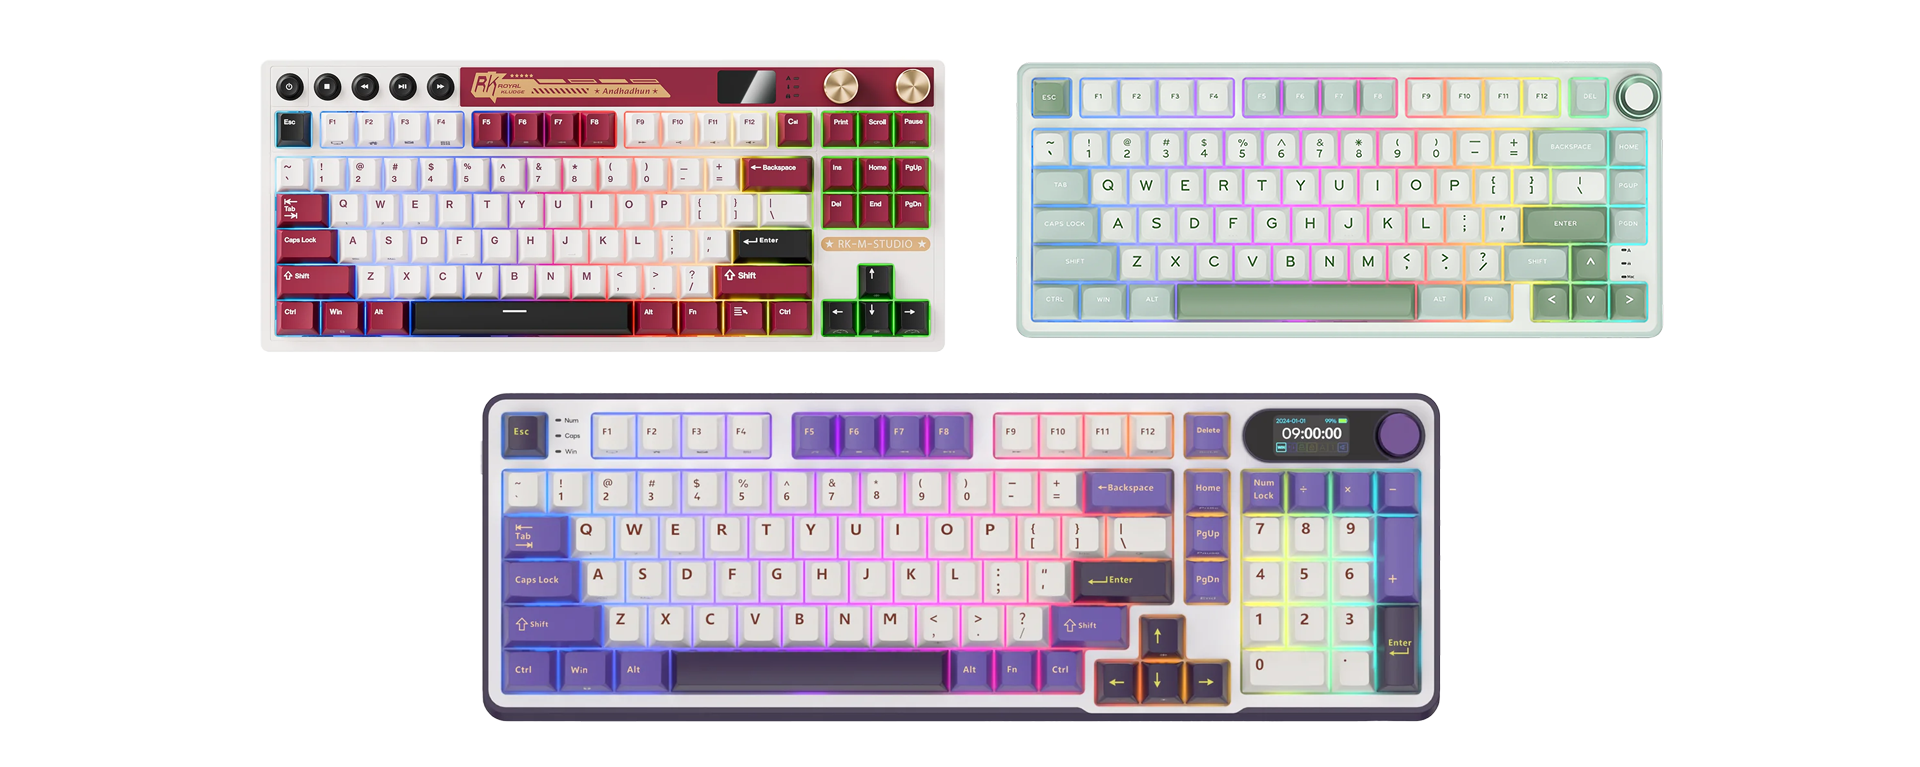 RK ROYAL KLUDGE
★ Andhadhun ★
Esc F1 F2 F3 F4 F5 F6 F7 F8 F9 F10 F11 F12 Cal Print Scroll Pause
~ ` ! 1 @ 2 # 3 $ 4 % 5 ^ 6 & 7 * 8 ( 9 ) 0 _ - + = ← Backspace Ins Home PgUp
Tab Q W E R T Y U I O P { [ } ] | \ Del End PgDn
Caps Lock A S D F G H J K L : ; " ' Enter ★ RK-M-STUDIO ★
Shift Z X C V B N M < , > . ? / Shift ↑
Ctrl Win Alt Alt Fn Ctrl ← ↓ →
ESC F1 F2 F3 F4 F5 F6 F7 F8 F9 F10 F11 F12 DEL
~ ` ! 1 @ 2 # 3 $ 4 % 5 ^ 6 & 7 * 8 ( 9 ) 0 — - + = BACKSPACE HOME
TAB Q W E R T Y U I O P { [ } ] | \ PGUP
CAPS LOCK A S D F G H J K L : ; " ' ENTER PGDN
SHIFT Z X C V B N M < , > . ? / SHIFT
CTRL WIN ALT ALT FN < >
Esc Num F1 F2 F3 F4 F5 F6 F7 F8 F9 F10 F11 F12 Delete
Caps
Win
2024-01-01 99%
09:00:00
~ ` ! 1 @ 2 # 3 $ 4 % 5 ^ 6 & 7 * 8 ( 9 ) 0 _ - + = ←Backspace Home Num Lock ÷ × −
Tab Q W E R T Y U I O P { [ } ] | \ PgUp 7 8 9
Caps Lock A S D F G H J K L : ; " ' Enter PgDn 4 5 6 +
Shift Z X C V B N M < , > . ? / Shift ↑ 1 2 3 Enter
Ctrl Win Alt Alt Fn Ctrl ← ↓ → 0 .